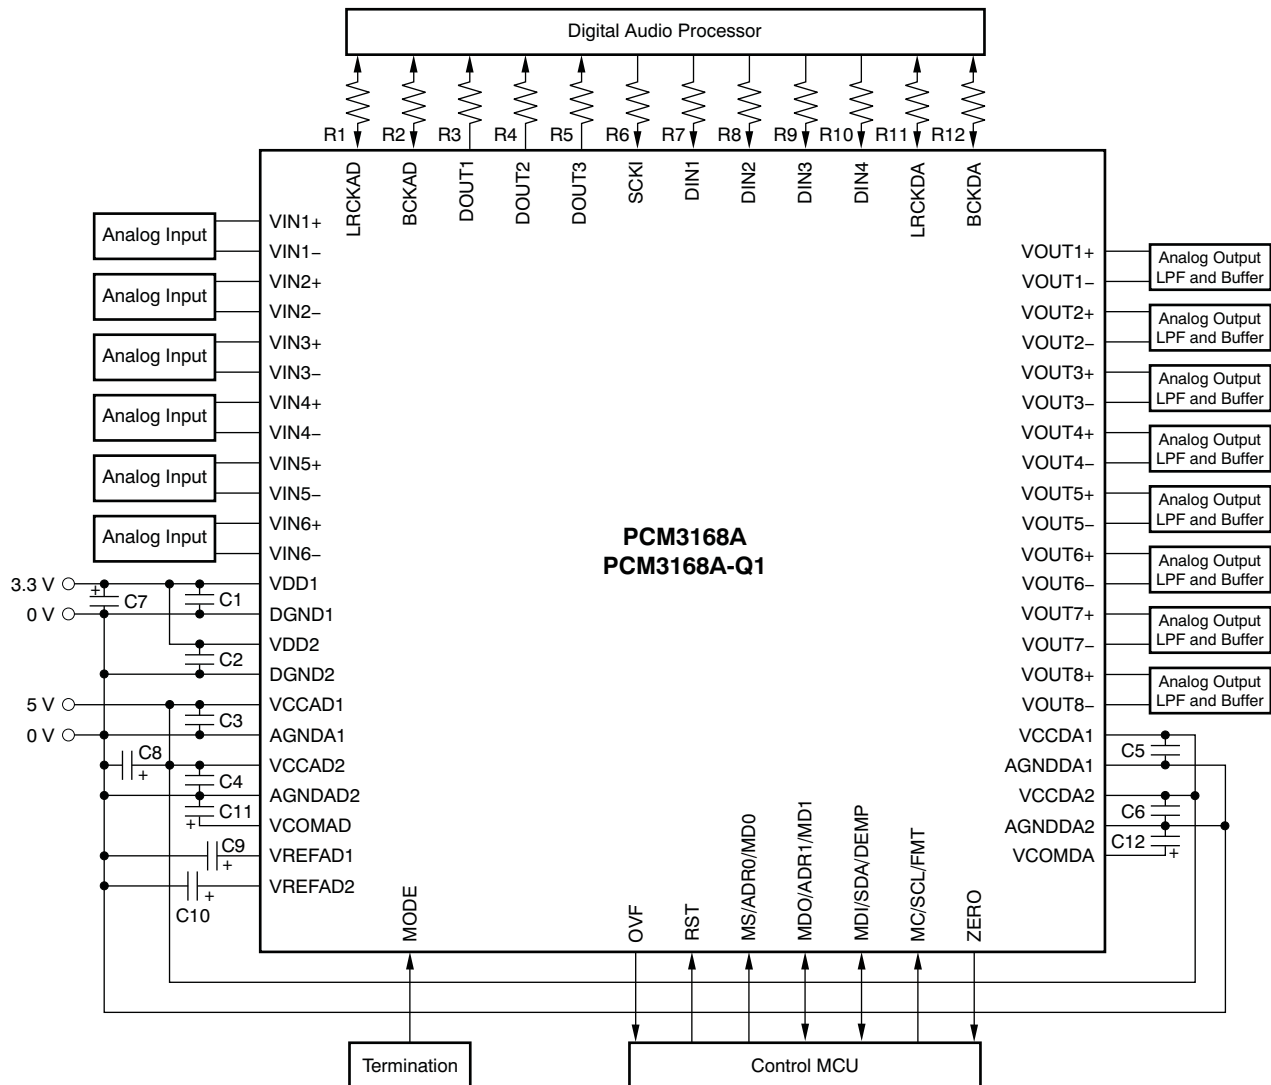 Digital Audio Processor
R1 R2 R3 R4 R5 R6 R7 R8 R9 R10 R11 R12
LRCKAD
BCKAD
DOUT1
DOUT2
DOUT3
SCKI
DIN1
DIN2
DIN3
DIN4
LRCKDA
BCKDA
Analog Input
VIN1+
VIN1−
Analog Input
VIN2+
VIN2−
Analog Input
VIN3+
VIN3−
Analog Input
VIN4+
VIN4−
Analog Input
VIN5+
VIN5−
Analog Input
VIN6+
VIN6−
3.3 V
C7
C1
VDD1
0 V
DGND1
VDD2
C2
DGND2
5 V
VCCAD1
C3
0 V
AGNDA1
C8
VCCAD2
C4
AGNDAD2
C11
VCOMAD
C9
VREFAD1
C10
VREFAD2
PCM3168A
PCM3168A-Q1
VOUT1+
VOUT1−
Analog Output
LPF and Buffer
VOUT2+
VOUT2−
Analog Output
LPF and Buffer
VOUT3+
VOUT3−
Analog Output
LPF and Buffer
VOUT4+
VOUT4−
Analog Output
LPF and Buffer
VOUT5+
VOUT5−
Analog Output
LPF and Buffer
VOUT6+
VOUT6−
Analog Output
LPF and Buffer
VOUT7+
VOUT7−
Analog Output
LPF and Buffer
VOUT8+
VOUT8−
Analog Output
LPF and Buffer
VCCDA1
C5
AGNDDA1
VCCDA2
C6
AGNDDA2
C12
VCOMDA
MODE
OVF
RST
MS/ADR0/MD0
MDO/ADR1/MD1
MDI/SDA/DEMP
MC/SCL/FMT
ZERO
Termination
Control MCU